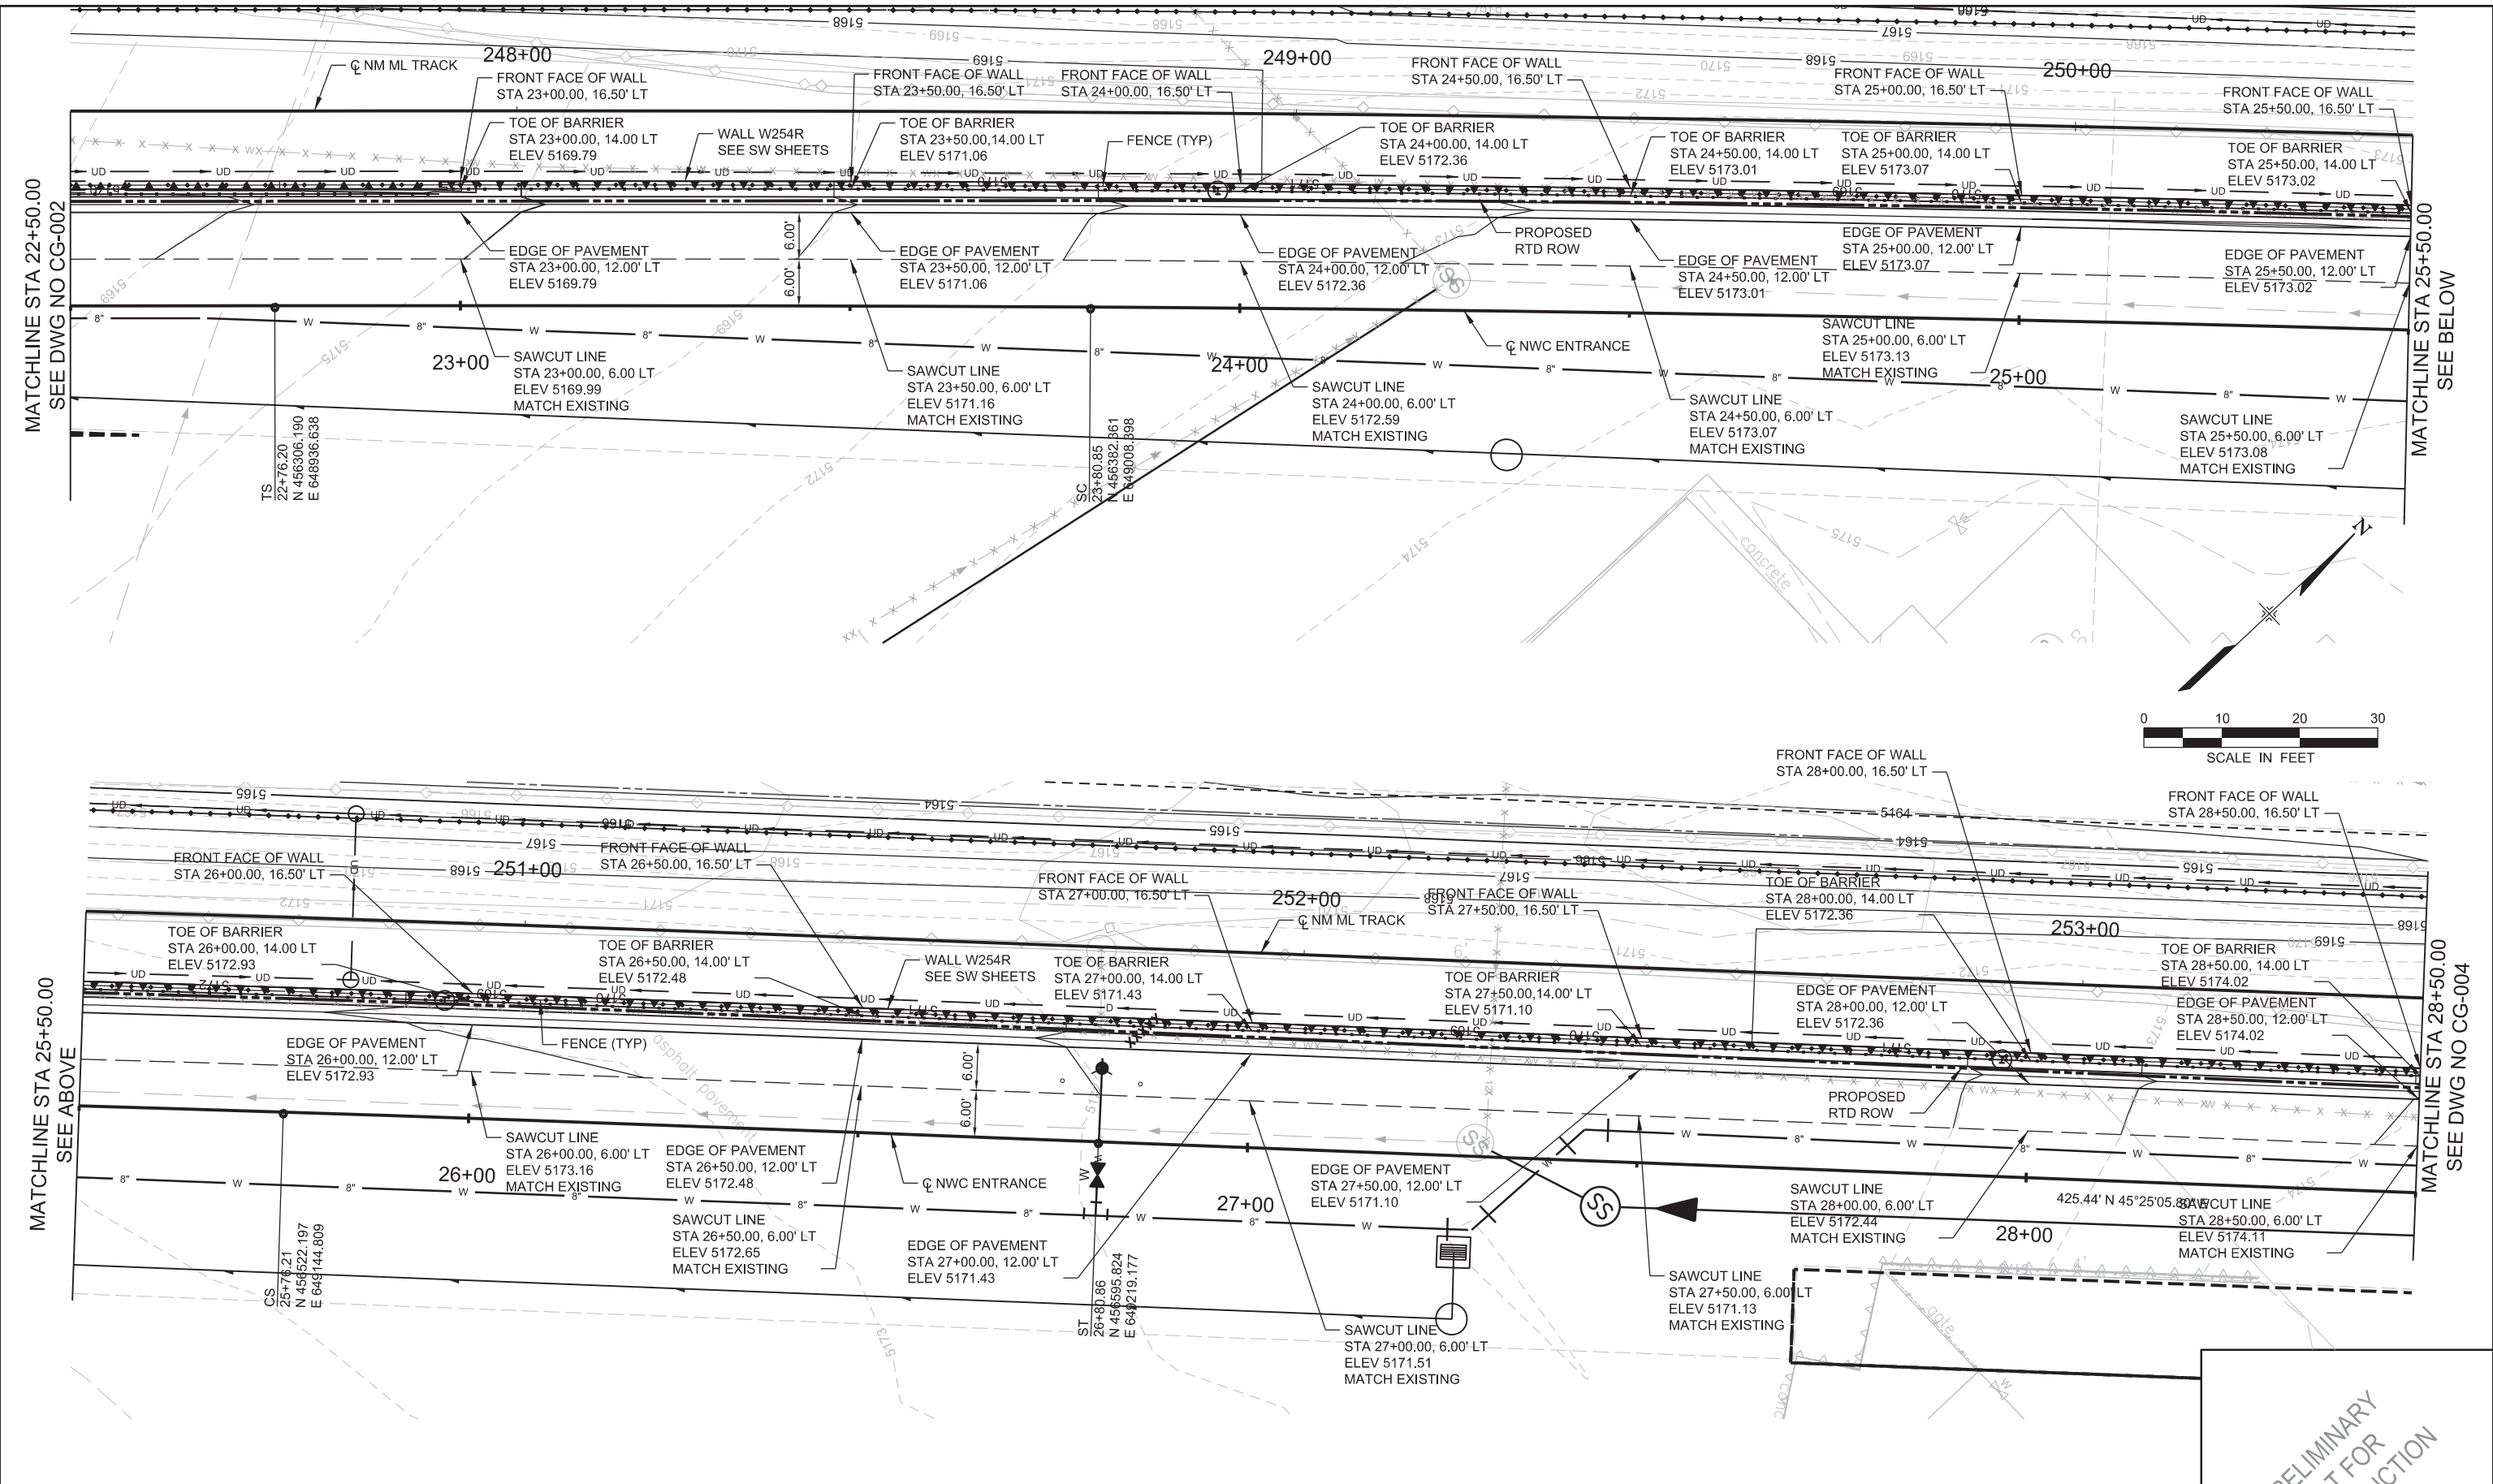 248+00
249+00
250+00
℄ NM ML TRACK
FRONT FACE OF WALL
STA 23+00.00, 16.50' LT
FRONT FACE OF WALL
STA 23+50.00, 16.50' LT
FRONT FACE OF WALL
STA 24+00.00, 16.50' LT
FRONT FACE OF WALL
STA 24+50.00, 16.50' LT
FRONT FACE OF WALL
STA 25+00.00, 16.50' LT
FRONT FACE OF WALL
STA 25+50.00, 16.50' LT
TOE OF BARRIER
STA 23+00.00, 14.00 LT
ELEV 5169.79
WALL W254R
SEE SW SHEETS
TOE OF BARRIER
STA 23+50.00,14.00 LT
ELEV 5171.06
FENCE (TYP)
TOE OF BARRIER
STA 24+00.00, 14.00 LT
ELEV 5172.36
TOE OF BARRIER
STA 24+50.00, 14.00 LT
ELEV 5173.01
TOE OF BARRIER
STA 25+00.00, 14.00 LT
ELEV 5173.07
TOE OF BARRIER
STA 25+50.00, 14.00 LT
ELEV 5173.02
MATCHLINE STA 22+50.00
SEE DWG NO CG-002
EDGE OF PAVEMENT
STA 23+00.00, 12.00' LT
ELEV 5169.79
6.00'
6.00'
EDGE OF PAVEMENT
STA 23+50.00, 12.00' LT
ELEV 5171.06
EDGE OF PAVEMENT
STA 24+00.00, 12.00' LT
ELEV 5172.36
PROPOSED
RTD ROW
EDGE OF PAVEMENT
STA 24+50.00, 12.00' LT
ELEV 5173.01
EDGE OF PAVEMENT
STA 25+00.00, 12.00' LT
ELEV 5173.07
EDGE OF PAVEMENT
STA 25+50.00, 12.00' LT
ELEV 5173.02
MATCHLINE STA 25+50.00
SEE BELOW
23+00
24+00
25+00
℄ NWC ENTRANCE
SAWCUT LINE
STA 23+00.00, 6.00 LT
ELEV 5169.99
MATCH EXISTING
SAWCUT LINE
STA 23+50.00, 6.00' LT
ELEV 5171.16
MATCH EXISTING
SAWCUT LINE
STA 24+00.00, 6.00' LT
ELEV 5172.59
MATCH EXISTING
SAWCUT LINE
STA 24+50.00, 6.00' LT
ELEV 5173.07
MATCH EXISTING
SAWCUT LINE
STA 25+00.00, 6.00' LT
ELEV 5173.13
MATCH EXISTING
SAWCUT LINE
STA 25+50.00, 6.00' LT
ELEV 5173.08
MATCH EXISTING
TS
22+76.20
N 456306.190
E 648936.638
SC
23+80.85
N 456382.361
E 649008.398
5169
5175
5169
5172
5174
5173
5175
5174
concrete
N
0 10 20 30
SCALE IN FEET
FRONT FACE OF WALL
STA 28+00.00, 16.50' LT
FRONT FACE OF WALL
STA 28+50.00, 16.50' LT
FRONT FACE OF WALL
STA 26+00.00, 16.50' LT
251+00
FRONT FACE OF WALL
STA 26+50.00, 16.50' LT
FRONT FACE OF WALL
STA 27+00.00, 16.50' LT
252+00
℄ NM ML TRACK
FRONT FACE OF WALL
STA 27+50.00, 16.50' LT
253+00
TOE OF BARRIER
STA 26+00.00, 14.00 LT
ELEV 5172.93
TOE OF BARRIER
STA 26+50.00, 14.00' LT
ELEV 5172.48
WALL W254R
SEE SW SHEETS
TOE OF BARRIER
STA 27+00.00, 14.00 LT
ELEV 5171.43
TOE OF BARRIER
STA 27+50.00,14.00' LT
ELEV 5171.10
TOE OF BARRIER
STA 28+00.00, 14.00 LT
ELEV 5172.36
TOE OF BARRIER
STA 28+50.00, 14.00 LT
ELEV 5174.02
MATCHLINE STA 25+50.00
SEE ABOVE
EDGE OF PAVEMENT
STA 26+00.00, 12.00' LT
ELEV 5172.93
FENCE (TYP)
asphalt pavement
6.00'
6.00'
EDGE OF PAVEMENT
STA 28+00.00, 12.00' LT
ELEV 5172.36
EDGE OF PAVEMENT
STA 28+50.00, 12.00' LT
ELEV 5174.02
PROPOSED
RTD ROW
MATCHLINE STA 28+50.00
SEE DWG NO CG-004
SAWCUT LINE
STA 26+00.00, 6.00' LT
ELEV 5173.16
MATCH EXISTING
26+00
EDGE OF PAVEMENT
STA 26+50.00, 12.00' LT
ELEV 5172.48
℄ NWC ENTRANCE
27+00
EDGE OF PAVEMENT
STA 27+50.00, 12.00' LT
ELEV 5171.10
SS
SS
SAWCUT LINE
STA 28+00.00, 6.00' LT
ELEV 5172.44
MATCH EXISTING
28+00
425.44' N 45°25'05.
SAWCUT LINE
STA 28+50.00, 6.00' LT
ELEV 5174.11
MATCH EXISTING
SAWCUT LINE
STA 26+50.00, 6.00' LT
ELEV 5172.65
MATCH EXISTING
EDGE OF PAVEMENT
STA 27+00.00, 12.00' LT
ELEV 5171.43
SAWCUT LINE
STA 27+00.00, 6.00' LT
ELEV 5171.51
MATCH EXISTING
SAWCUT LINE
STA 27+50.00, 6.00' LT
ELEV 5171.13
MATCH EXISTING
CS
25+76.21
N 456522.197
E 649144.809
ST
26+80.86
N 456595.824
E 649219.177
5173
5174
gate
ELIMINARY
T FOR
UCTION